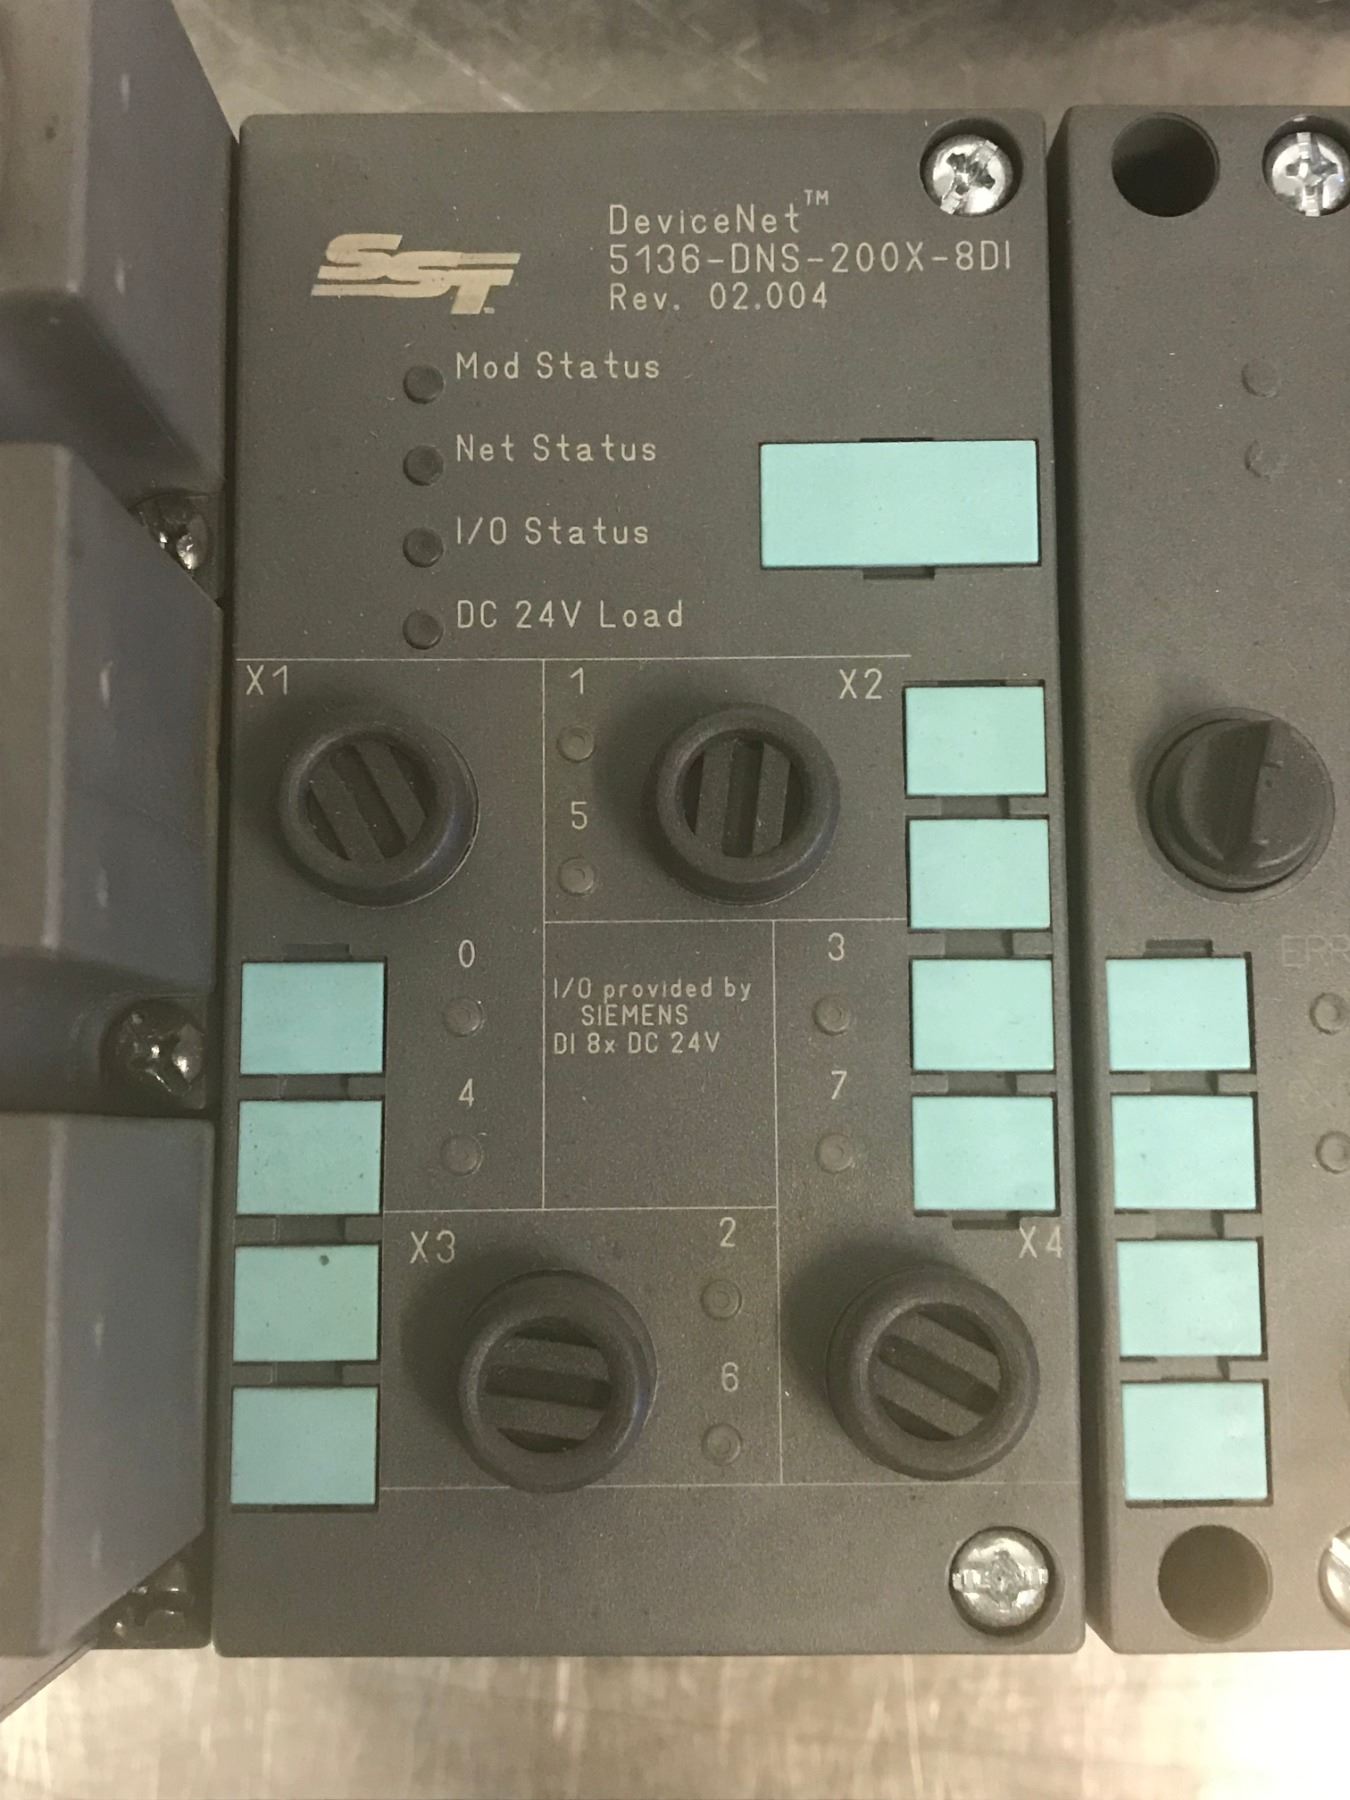 SST
DeviceNet™
5136-DNS-200X-8DI
Rev. 02.004
Mod Status
Net Status
I/O Status
DC 24V Load
X1
1
X2
5
0
3
I/O provided by
SIEMENS
DI 8x DC 24V
4
7
X3
2
X4
6
ERR